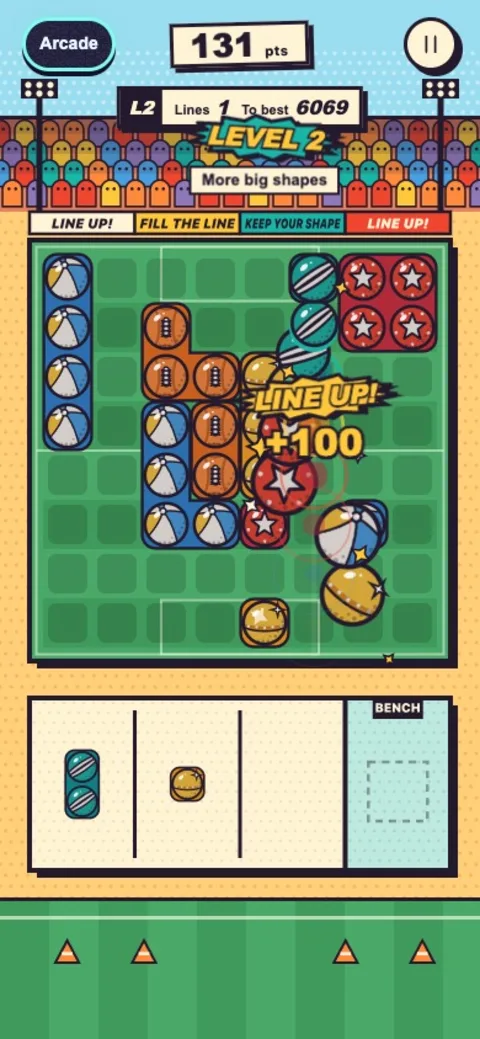 Arcade
131 pts
L2 Lines 1 To best 6069
LEVEL 2
More big shapes
LINE UP! FILL THE LINE KEEP YOUR SHAPE LINE UP!
LINE UP!
+100
BENCH